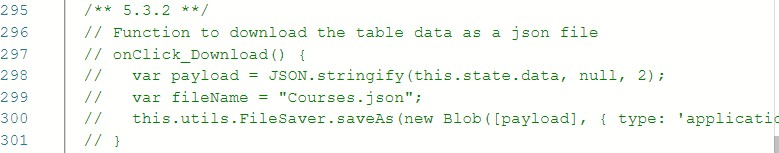 295 /** 5.3.2 **/
296 // Function to download the table data as a json file
297 // onClick_Download() {
298 //   var payload = JSON.stringify(this.state.data, null, 2);
299 //   var fileName = "Courses.json";
300 //   this.utils.FileSaver.saveAs(new Blob([payload], { type: 'applicatio
301 // }